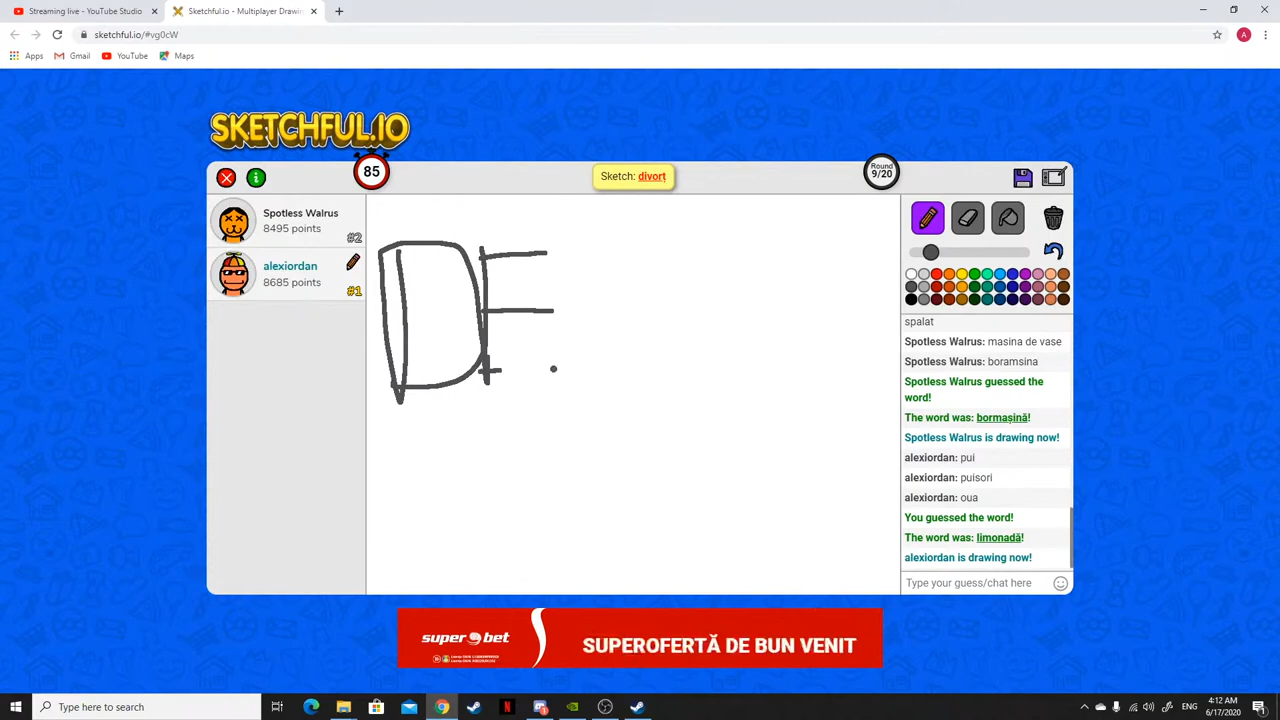 Streaming live - YouTube Studio
Sketchful.io - Multiplayer Drawin
sketchful.io/#vg0cW
A
Apps Gmail YouTube Maps
SKETCHFUL.IO
85
Sketch: divorț
Round
9/20
Spotless Walrus
8495 points
#2
alexiordan
8685 points
#1
DE
spalat
Spotless Walrus: masina de vase
Spotless Walrus: boramsina
Spotless Walrus guessed the
word!
The word was: bormașină!
Spotless Walrus is drawing now!
alexiordan: pui
alexiordan: puisori
alexiordan: oua
You guessed the word!
The word was: limonadă!
alexiordan is drawing now!
Type your guess/chat here
superbet
SUPEROFERTĂ DE BUN VENIT
Type here to search
ENG
4:12 AM
6/17/2020